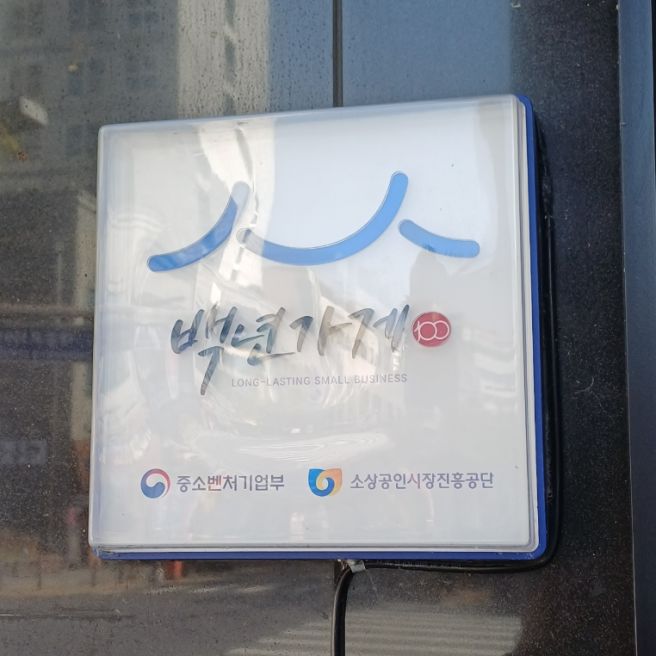 백년가게 100
LONG-LASTING SMALL BUSINESS
중소벤처기업부 소상공인시장진흥공단